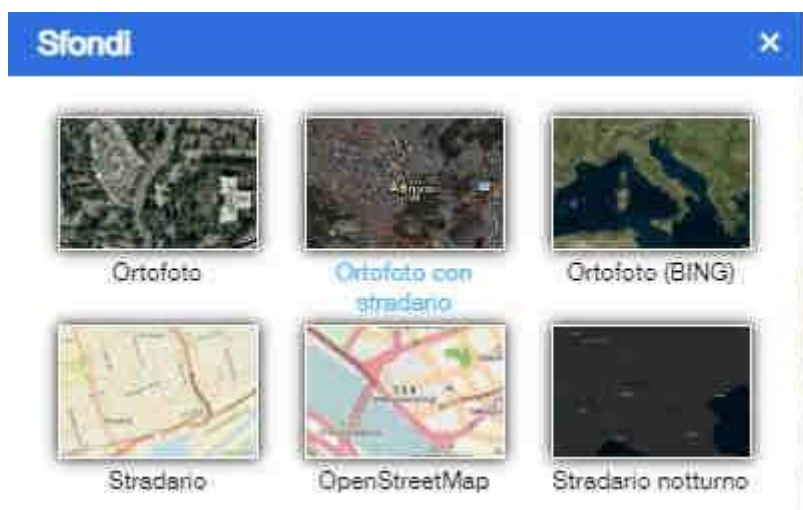 Sfondi ×
Ortofoto
Ortofoto con
stradario
Ortofoto (BING)
Stradario
OpenStreetMap
Stradario notturno